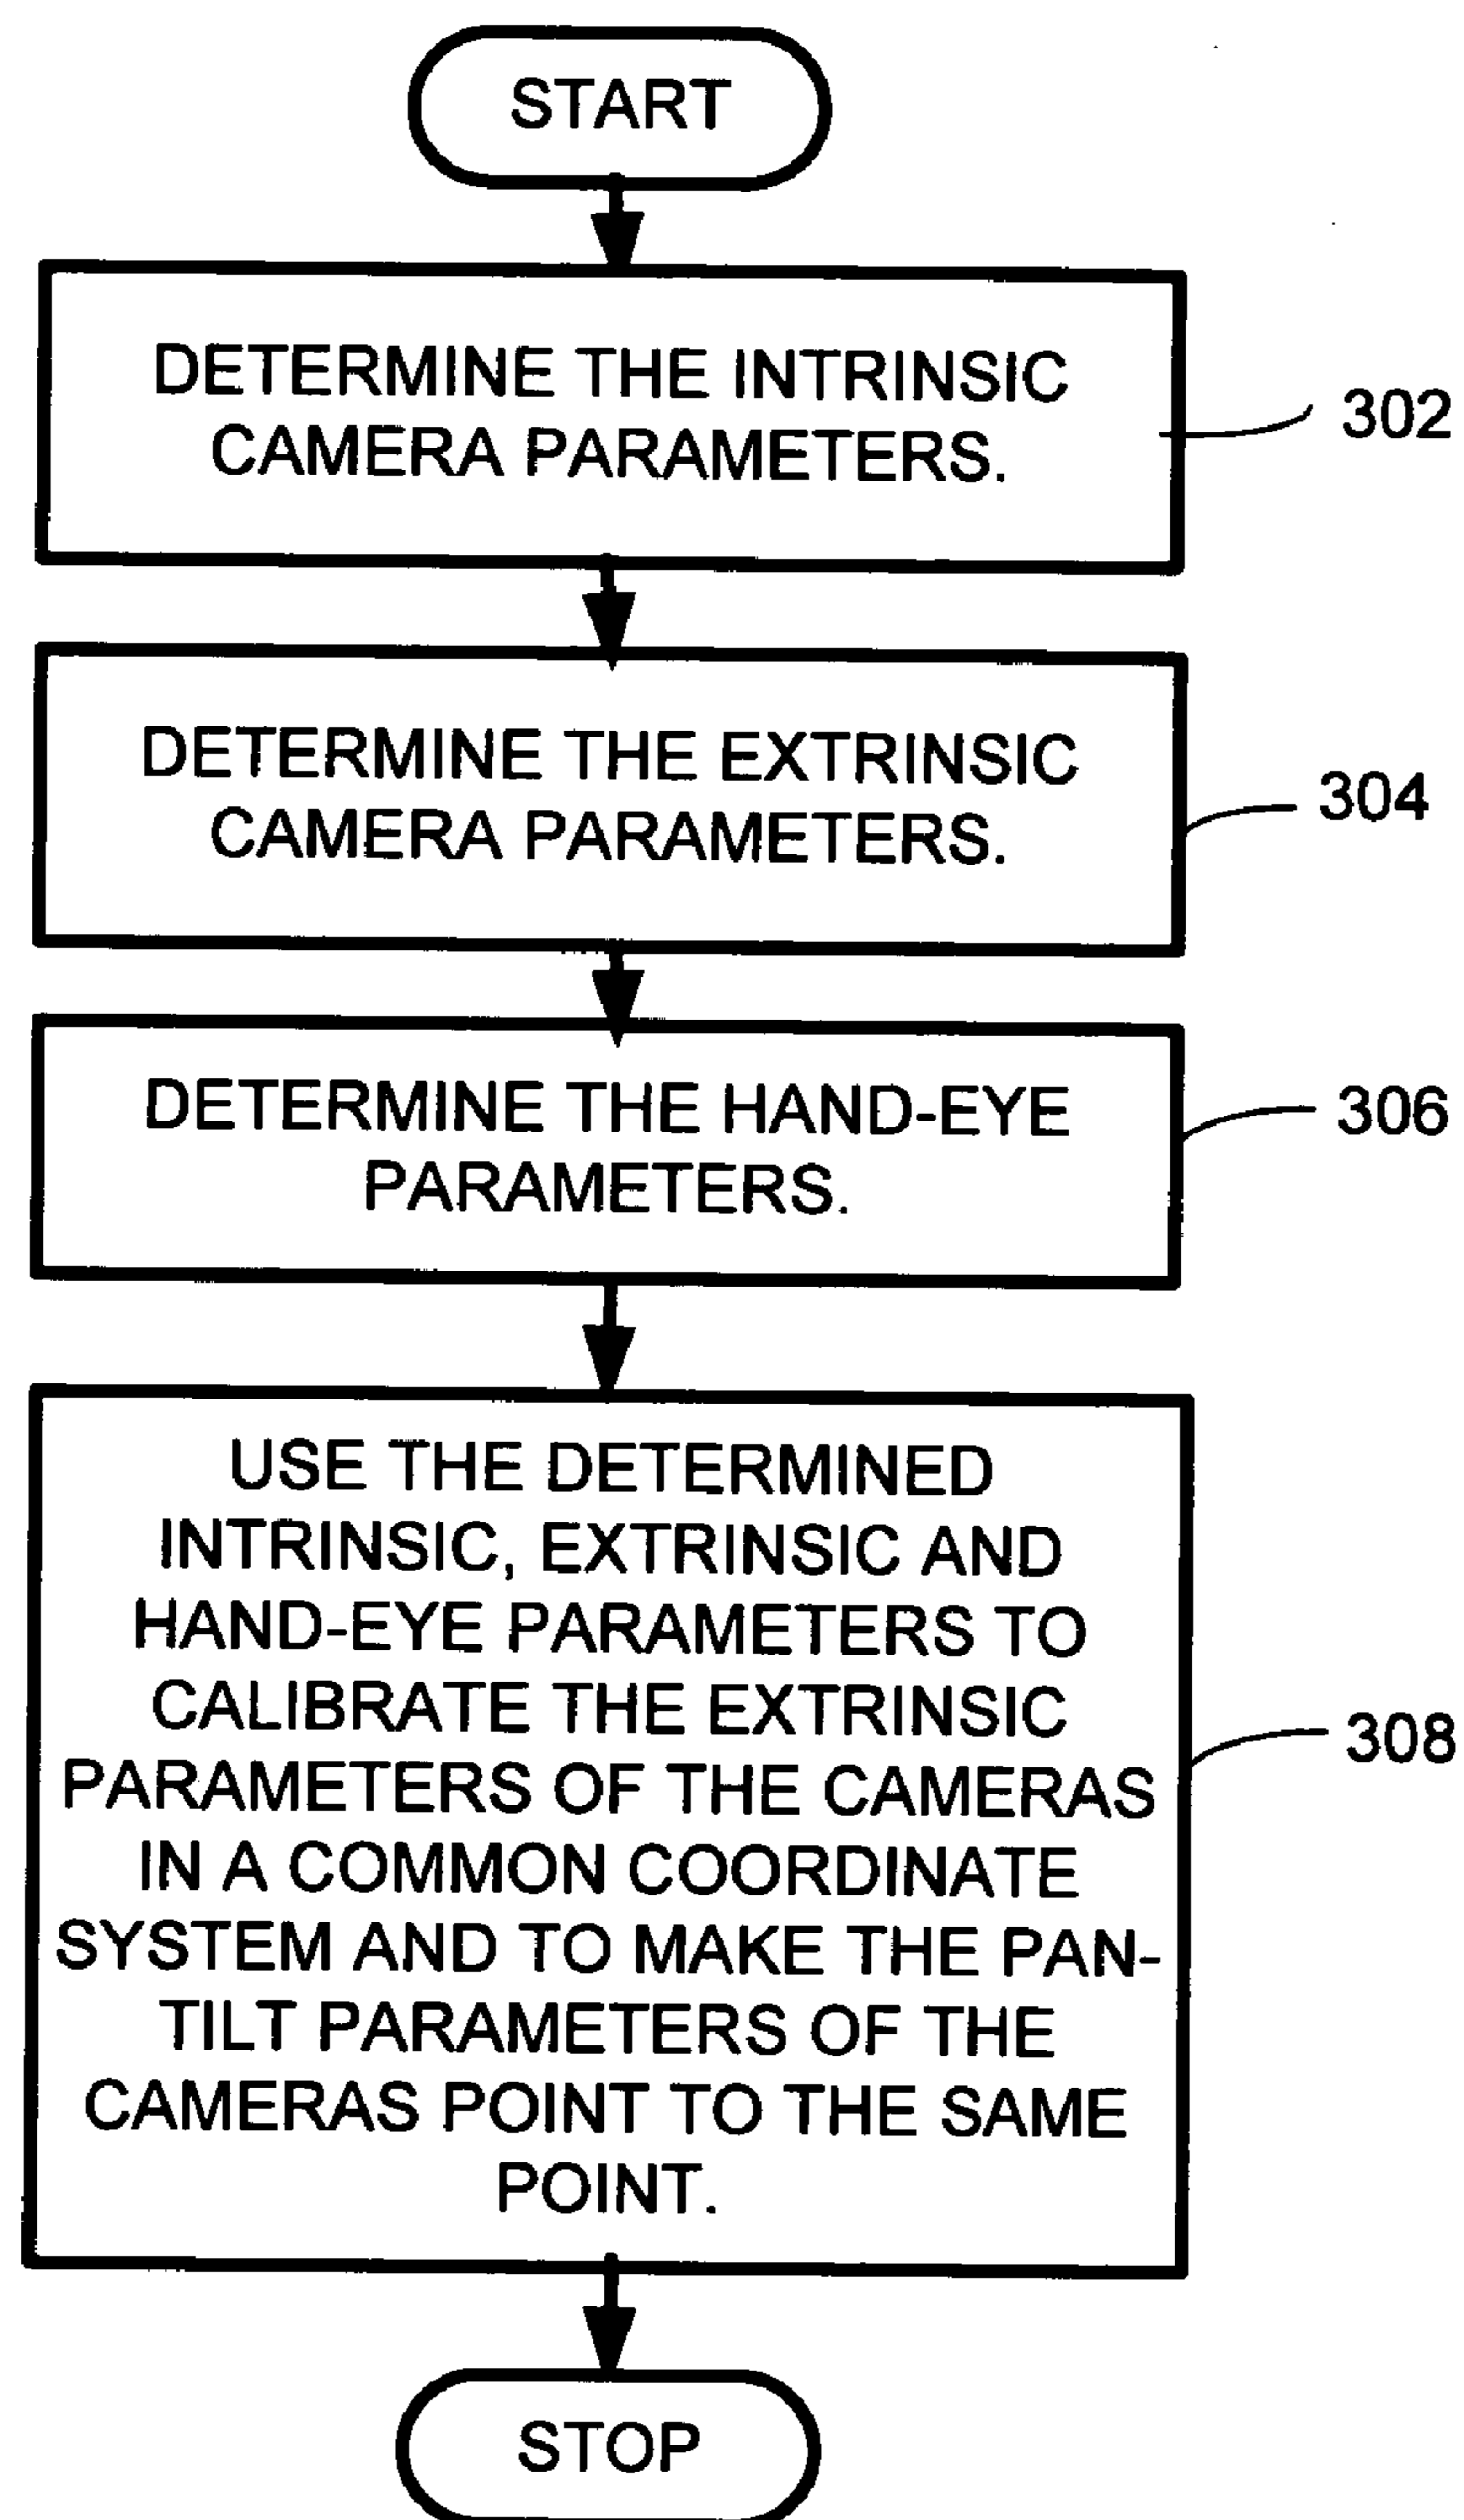 START
DETERMINE THE INTRINSIC
CAMERA PARAMETERS.
302
DETERMINE THE EXTRINSIC
CAMERA PARAMETERS.
304
DETERMINE THE HAND-EYE
PARAMETERS.
306
USE THE DETERMINED
INTRINSIC, EXTRINSIC AND
HAND-EYE PARAMETERS TO
CALIBRATE THE EXTRINSIC
PARAMETERS OF THE CAMERAS
IN A COMMON COORDINATE
SYSTEM AND TO MAKE THE PAN-
TILT PARAMETERS OF THE
CAMERAS POINT TO THE SAME
POINT.
308
STOP